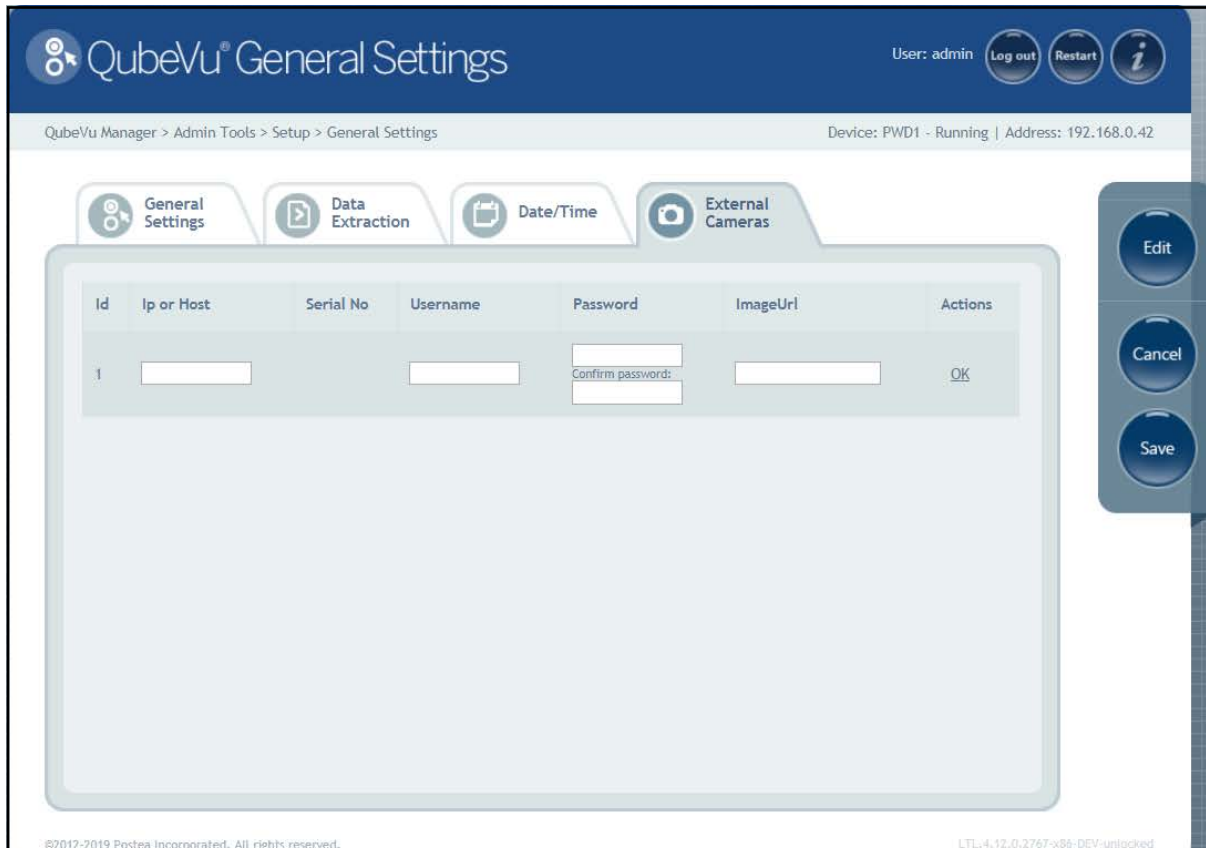 QubeVu® General Settings
User: admin
Log out
Restart
i
QubeVu Manager > Admin Tools > Setup > General Settings
Device: PWD1 - Running | Address: 192.168.0.42
General
Settings
Data
Extraction
Date/Time
External
Cameras
Edit
Cancel
Save
Id Ip or Host Serial No Username Password ImageUrl Actions
1
Confirm password:
OK
©2012-2019 Postea Incorporated. All rights reserved.
LTL.4.12.0.2767-x86-DEV-unlocked